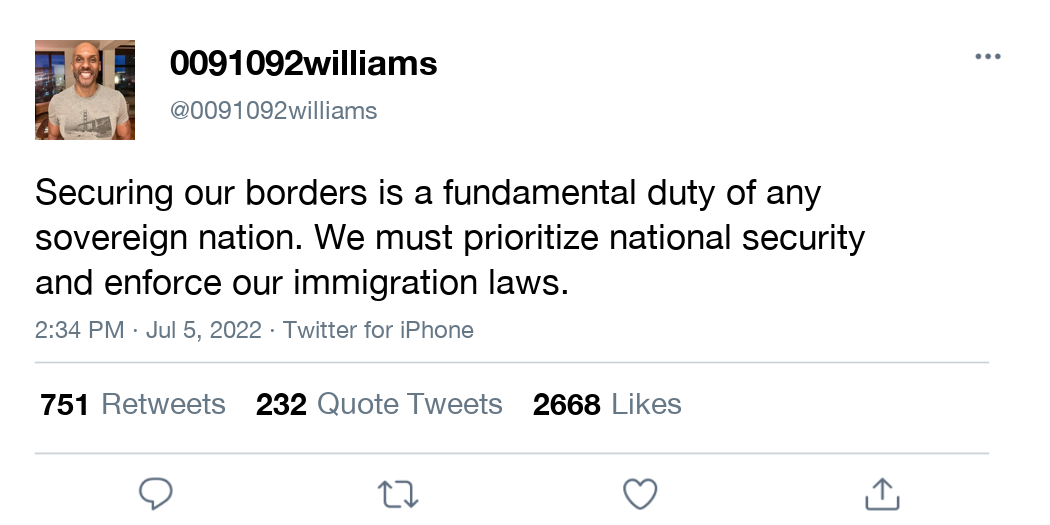 0091092williams
@0091092williams
Securing our borders is a fundamental duty of any
sovereign nation. We must prioritize national security
and enforce our immigration laws.
2:34 PM · Jul 5, 2022 · Twitter for iPhone
751 Retweets 232 Quote Tweets 2668 Likes